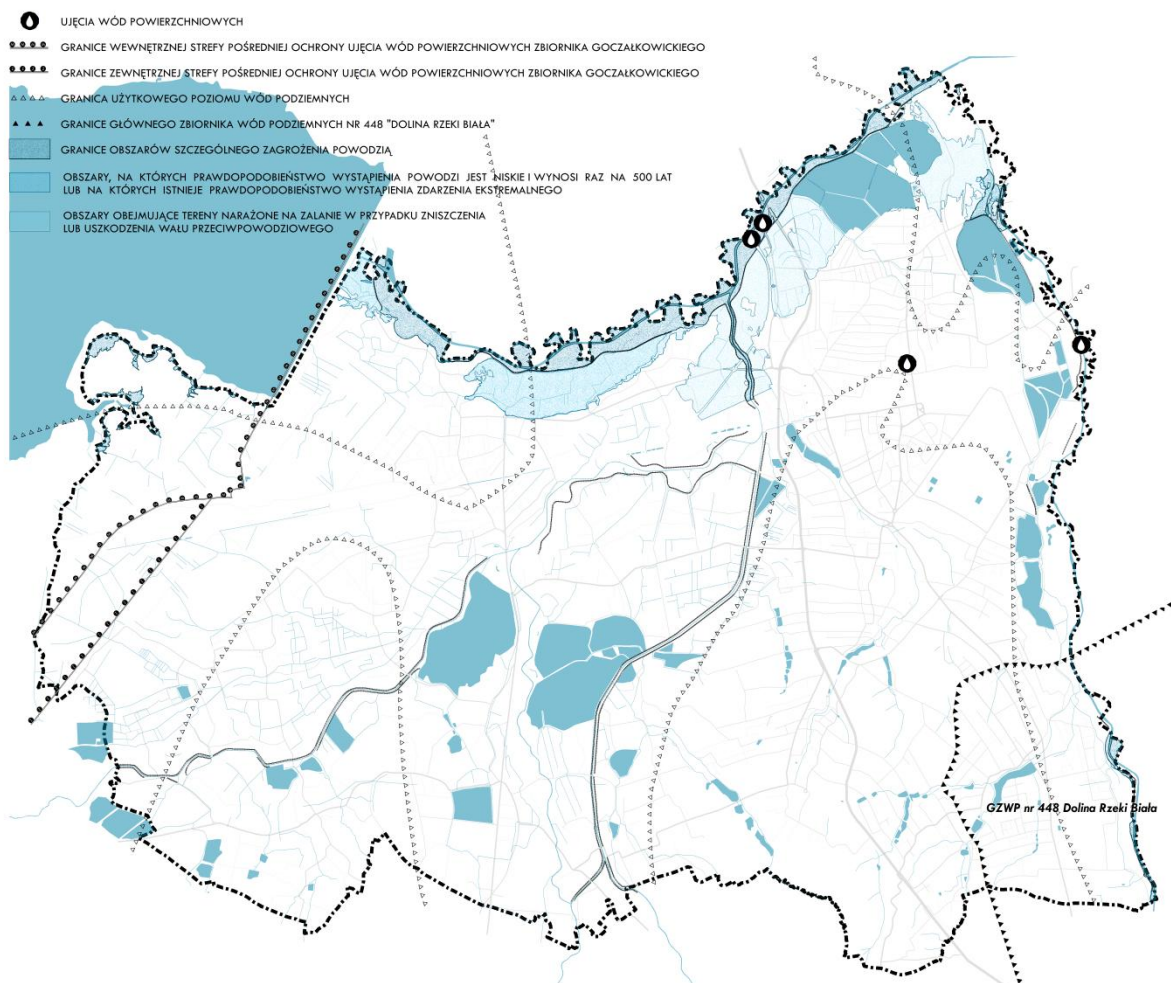 UJĘCIA WÓD POWIERZCHNIOWYCH
GRANICE WEWNĘTRZNEJ STREFY POŚREDNIEJ OCHRONY UJĘCIA WÓD POWIERZCHNIOWYCH ZBIORNIKA GOCZAŁKOWICKIEGO
GRANICE ZEWNĘTRZNEJ STREFY POŚREDNIEJ OCHRONY UJĘCIA WÓD POWIERZCHNIOWYCH ZBIORNIKA GOCZAŁKOWICKIEGO
GRANICA UŻYTKOWEGO POZIOMU WÓD PODZIEMNYCH
GRANICE GŁÓWNEGO ZBIORNIKA WÓD PODZIEMNYCH NR 448 "DOLINA RZEKI BIAŁA"
GRANICE OBSZARÓW SZCZEGÓLNEGO ZAGROŻENIA POWODZIĄ
OBSZARY, NA KTÓRYCH PRAWDPOPODOBIEŃSTWO WYSTĄPIENIA POWODZI JEST NISKIE I WYNOSI RAZ NA 500 LAT
LUB NA KTÓRYCH ISTNIEJE PRAWDPOPODOBIEŃSTWO WYSTĄPIENIA ZDARZENIA EKSTREMALNEGO
OBSZARY OBEJMUJĄCE TERENY NARAŻONE NA ZALANIE W PRZYPADKU ZNISZCZENIA
LUB USZKODZENIA WAŁU PRZECIWPOWODZIOWEGO
GZWP nr 448 Dolina Rzeki Biała